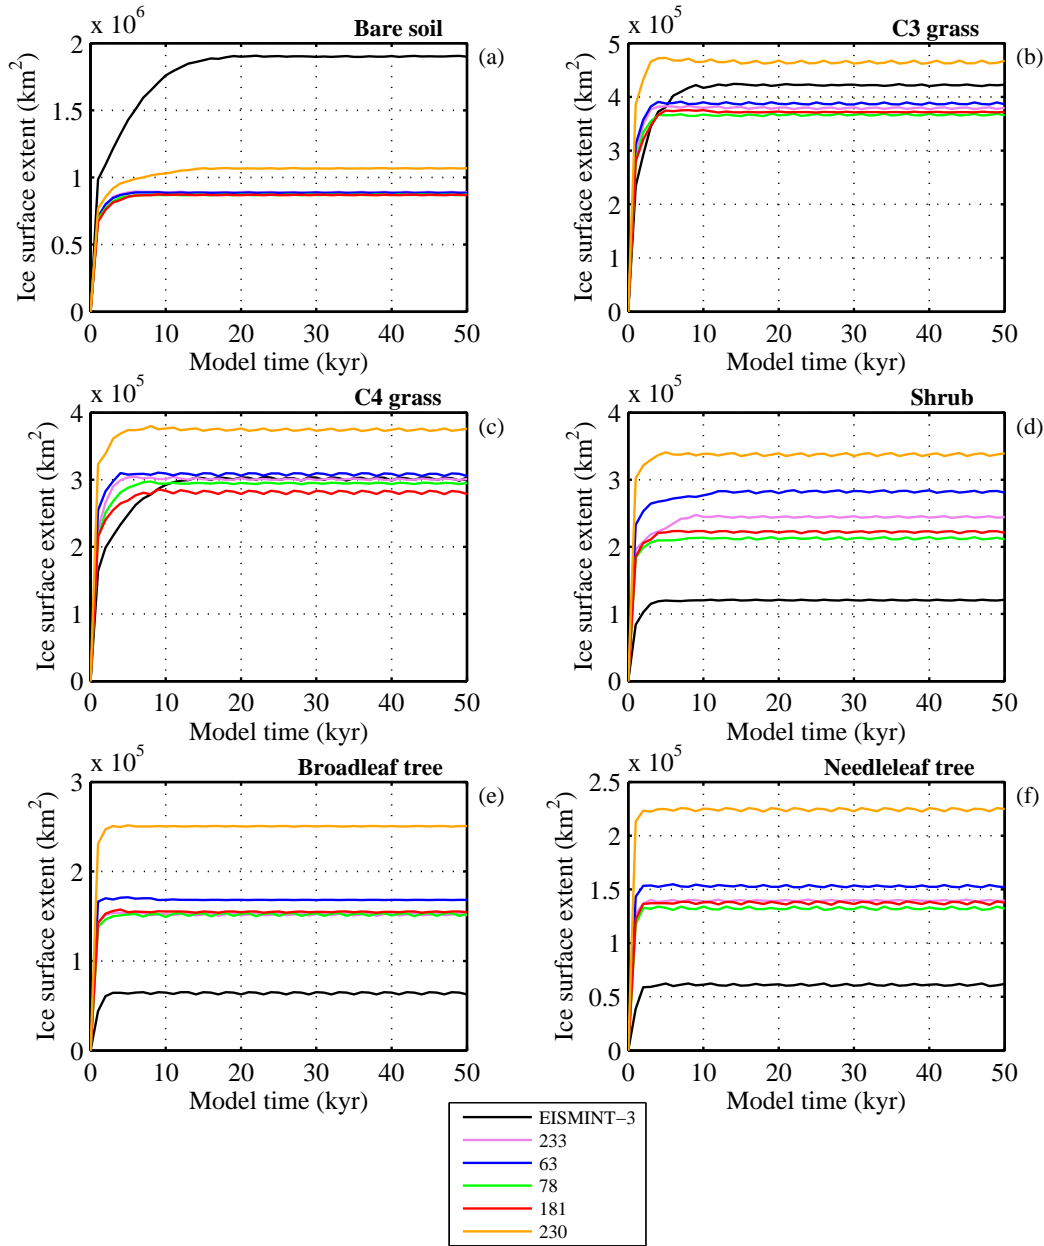 x 10^6
Bare soil
(a)
Ice surface extent (km^2)
2
1.5
1
0.5
0
0 10 20 30 40 50
Model time (kyr)
x 10^5
C3 grass
(b)
Ice surface extent (km^2)
5
4
3
2
1
0
0 10 20 30 40 50
Model time (kyr)
x 10^5
C4 grass
(c)
Ice surface extent (km^2)
4
3
2
1
0
0 10 20 30 40 50
Model time (kyr)
x 10^5
Shrub
(d)
Ice surface extent (km^2)
4
3
2
1
0
0 10 20 30 40 50
Model time (kyr)
x 10^5
Broadleaf tree
(e)
Ice surface extent (km^2)
3
2
1
0
0 10 20 30 40 50
Model time (kyr)
x 10^5
Needleleaf tree
(f)
Ice surface extent (km^2)
2.5
2
1.5
1
0.5
0
0 10 20 30 40 50
Model time (kyr)
EISMINT−3
233
63
78
181
230